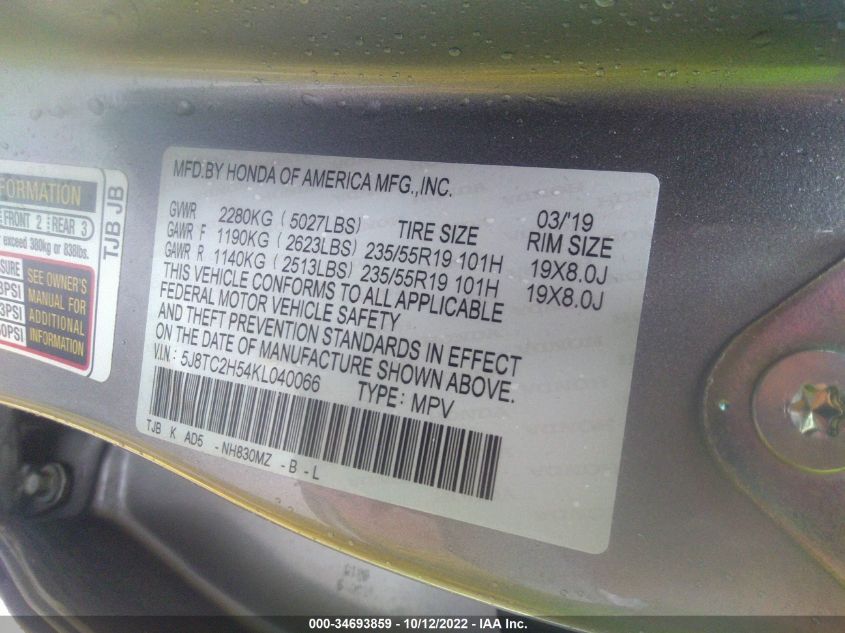 MFD.BY HONDA OF AMERICA MFG.,INC.
GVWR 2280KG (5027LBS) TIRE SIZE 03/'19 RIM SIZE
GAWR F 1190KG (2623LBS) 235/55R19 101H 19X8.0J
GAWR R 1140KG (2513LBS) 235/55R19 101H 19X8.0J
THIS VEHICLE CONFORMS TO ALL APPLICABLE
FEDERAL MOTOR VEHICLE SAFETY
AND THEFT PREVENTION STANDARDS IN EFFECT
ON THE DATE OF MANUFACTURE SHOWN ABOVE.
V.I.N.: 5J8TC2H54KL040066 TYPE: MPV
TJB K AD5 -NH830MZ -B-L
FRONT 2 REAR 3
exceed 380kg or 838lbs.
SEE OWNER'S
MANUAL FOR
ADDITIONAL
INFORMATION
TJB JB
000-34693859 - 10/12/2022 - IAA Inc.